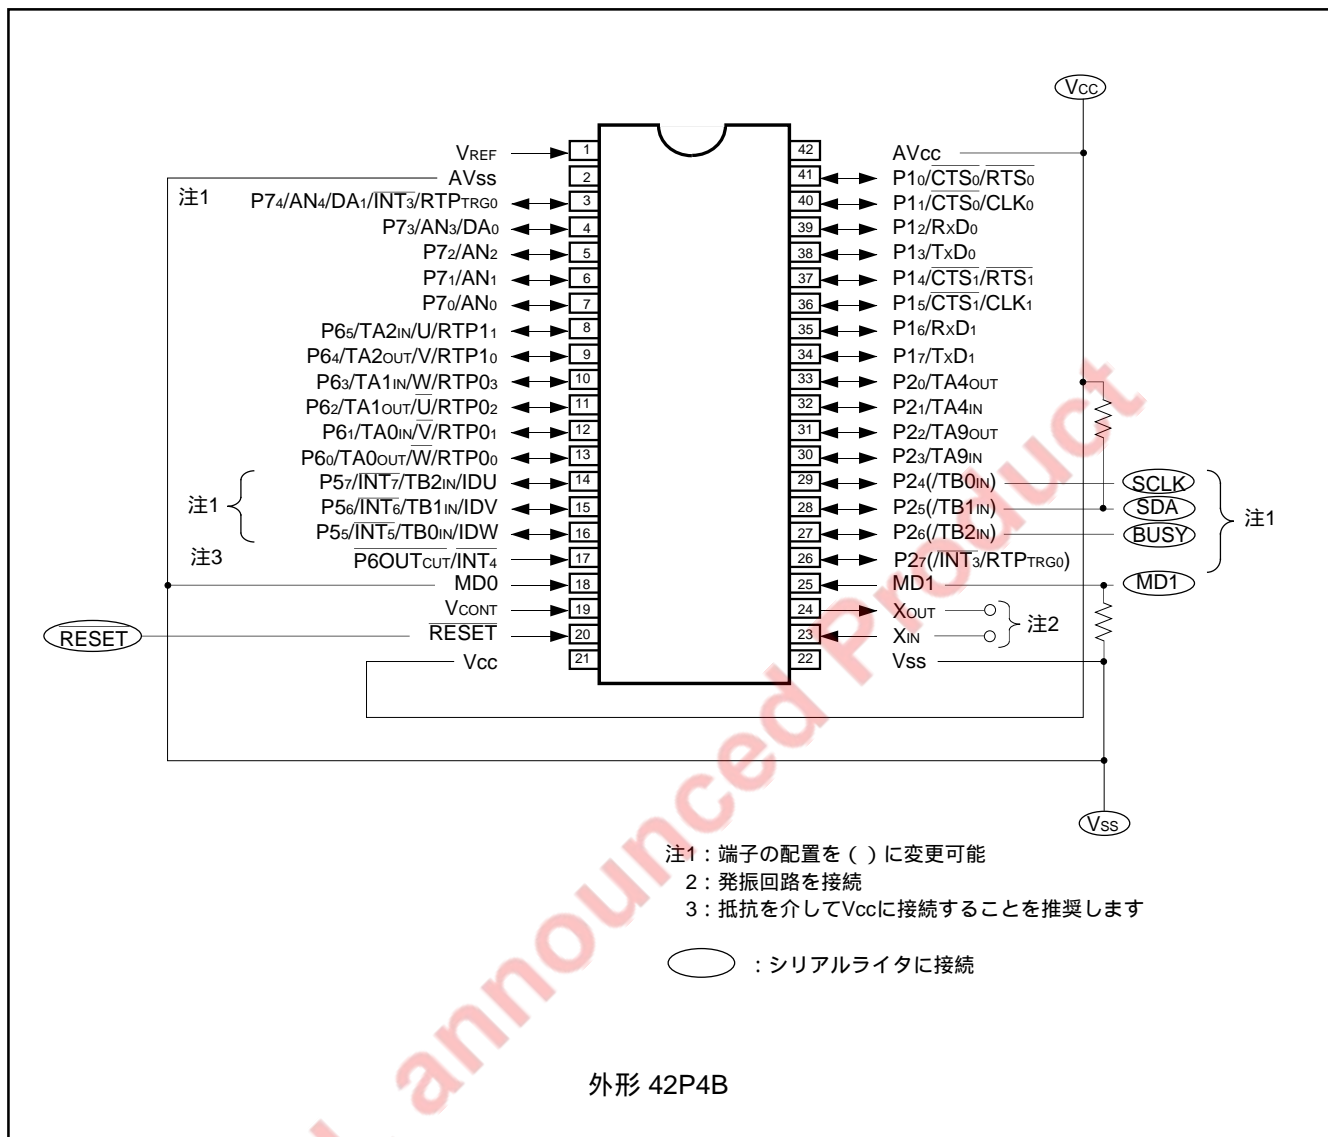 VCC
VREF 1
AVSS 2
注1 P74/AN4/DA1/INT3/RTPTRG0 3
P73/AN3/DA0 4
P72/AN2 5
P71/AN1 6
P70/AN0 7
P65/TA2IN/U/RTP11 8
P64/TA2OUT/V/RTP10 9
P63/TA1IN/W/RTP03 10
P62/TA1OUT/U/RTP02 11
P61/TA0IN/V/RTP01 12
P60/TA0OUT/W/RTP00 13
P57/INT7/TB2IN/IDU 14
注1 P56/INT6/TB1IN/IDV 15
P55/INT5/TB0IN/IDW 16
注3 P6OUTCUT/INT4 17
MD0 18
VCONT 19
RESET RESET 20
Vcc 21
42 AVcc
41 P10/CTS0/RTS0
40 P11/CTS0/CLK0
39 P12/RxD0
38 P13/TxD0
37 P14/CTS1/RTS1
36 P15/CTS1/CLK1
35 P16/RxD1
34 P17/TxD1
33 P20/TA4OUT
32 P21/TA4IN
31 P22/TA9OUT
30 P23/TA9IN
29 P24(/TB0IN) SCLK
28 P25(/TB1IN) SDA 注1
27 P26(/TB2IN) BUSY
26 P27(/INT3/RTPTRG0)
25 MD1 MD1
24 XOUT 注2
23 XIN
22 Vss
VSS
注1：端子の配置を（ ）に変更可能
2：発振回路を接続
3：抵抗を介してVccに接続することを推奨します
：シリアルライタに接続
外形 42P4B
announced Product